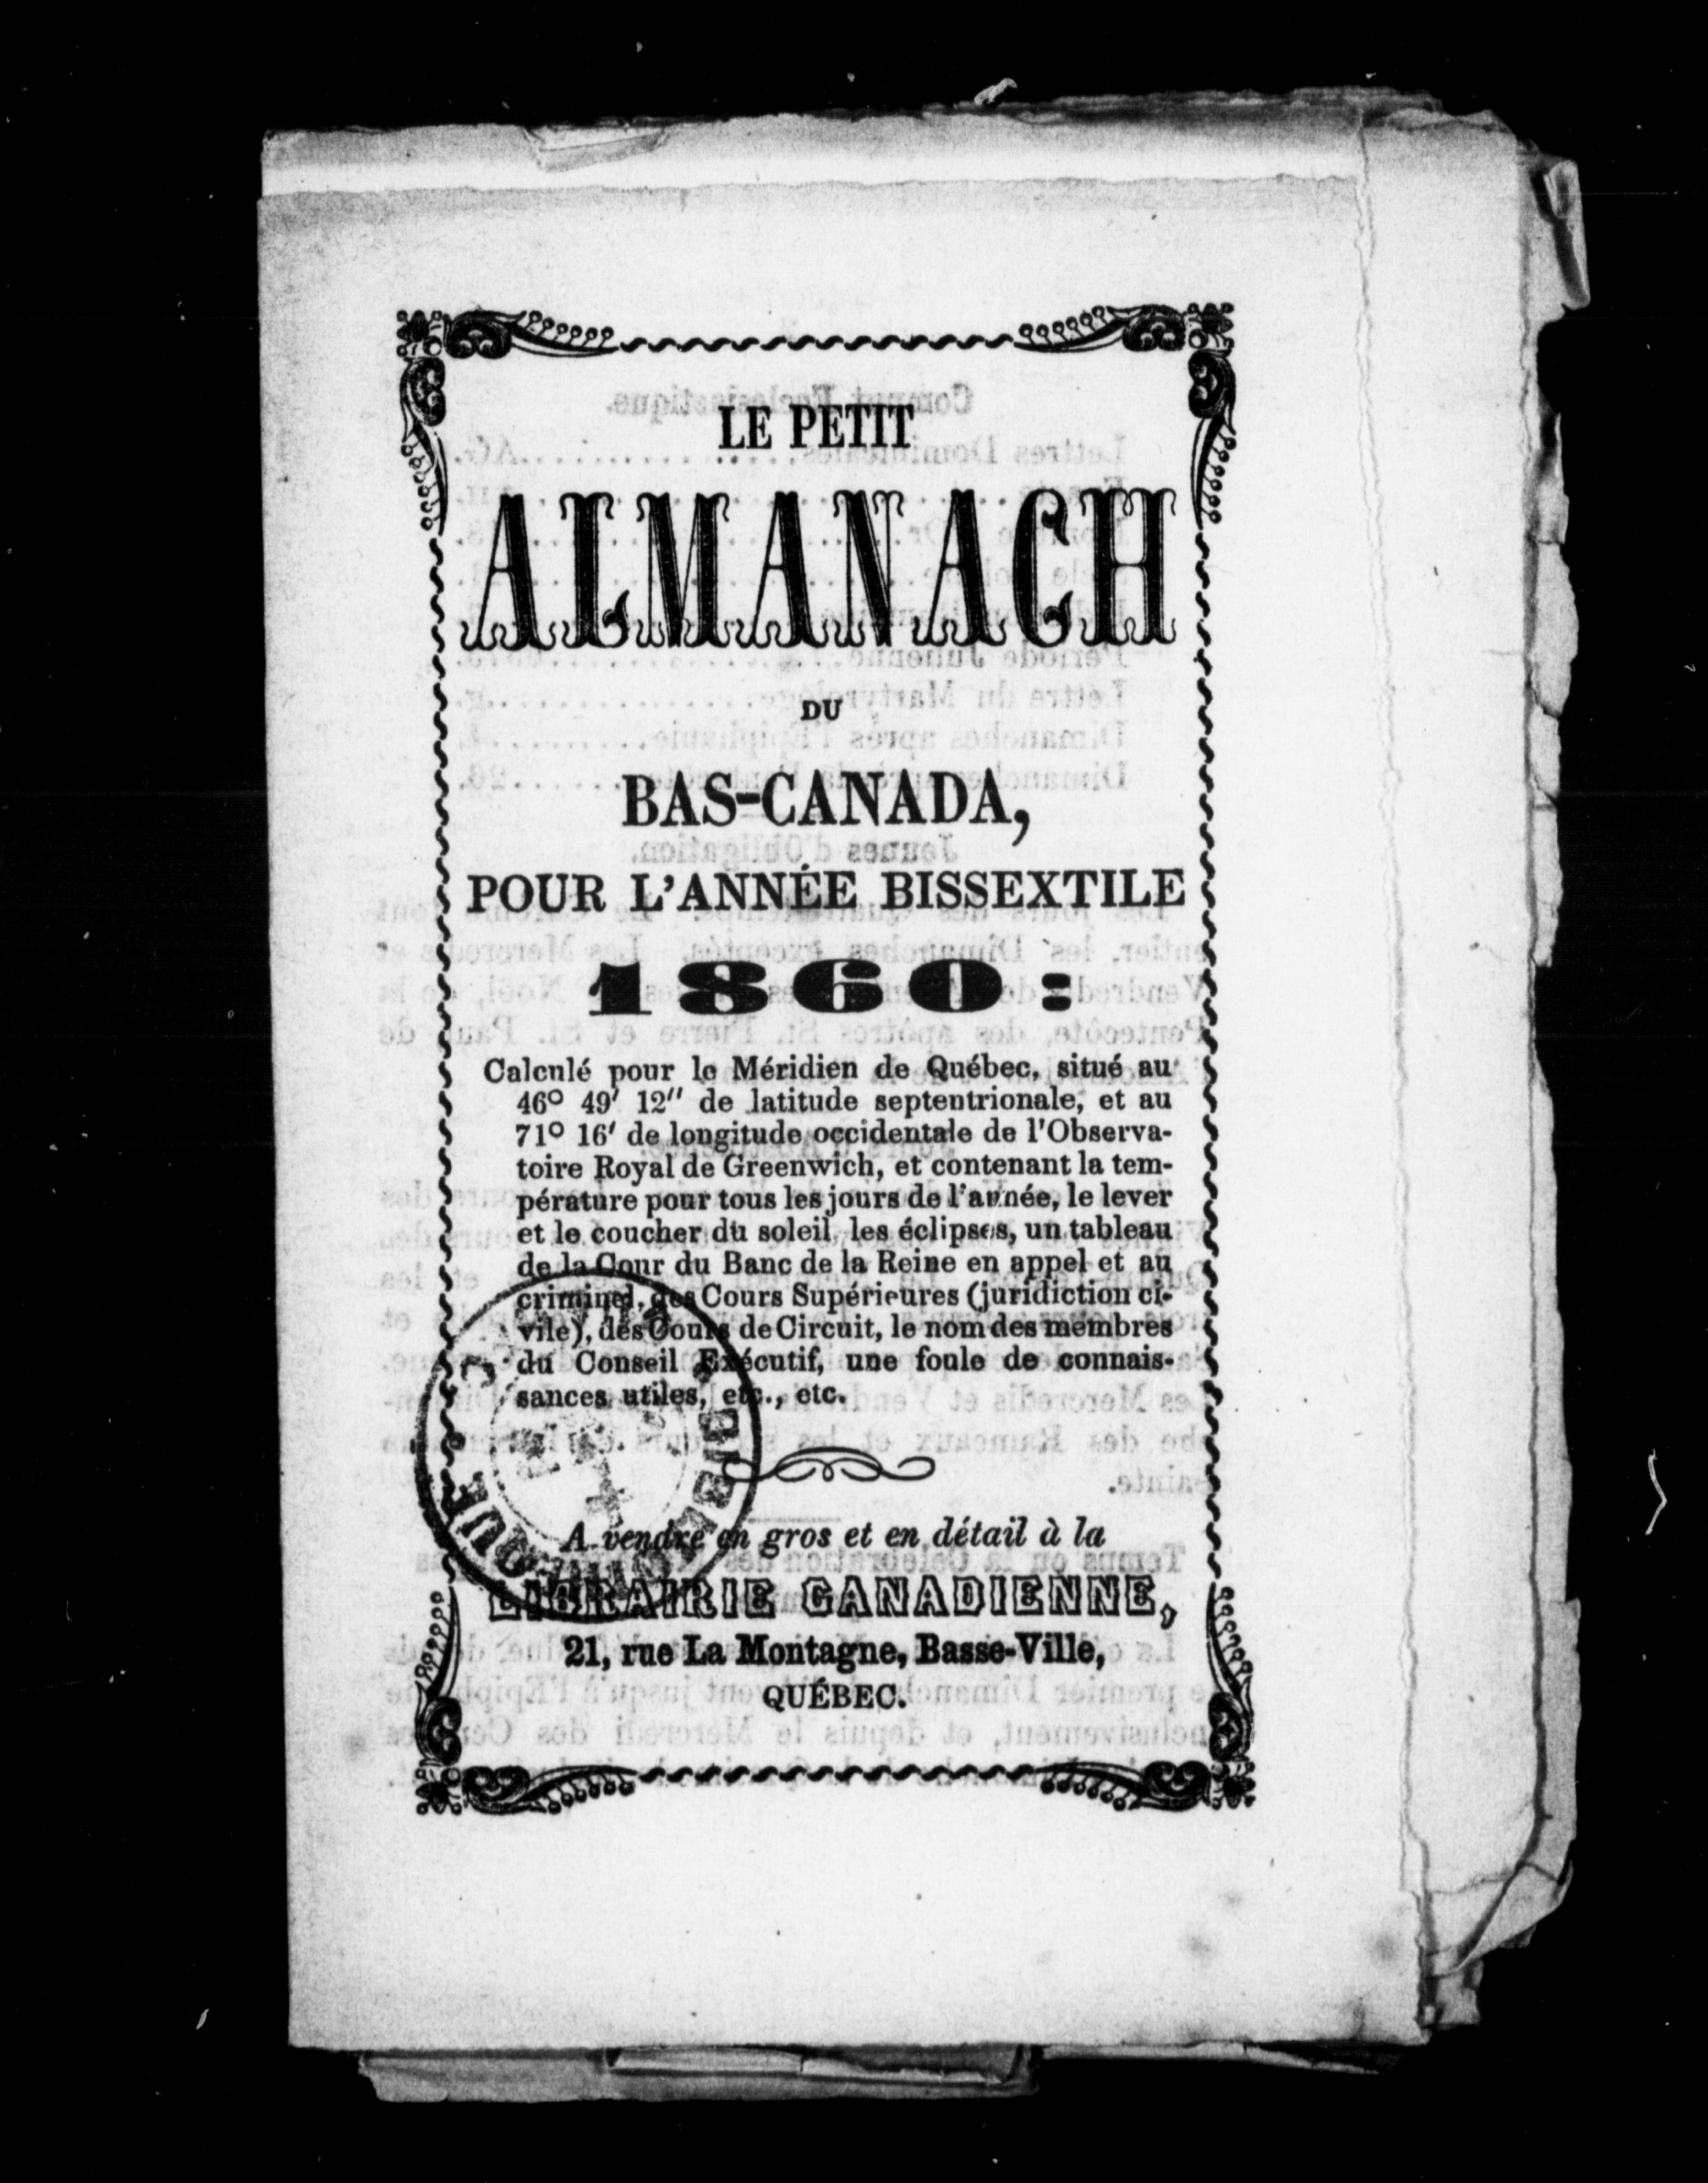 LE PETIT
ALMANACH
DU
BAS-CANADA,
POUR L'ANNÉE BISSEXTILE
1860:
Calculé pour le Méridien de Québec, situé au
46° 49' 12" de latitude septentrionale, et au
71° 16' de longitude occidentale de l'Observa-
toire Royal de Greenwich, et contenant la tem-
pérature pour tous les jours de l'année, le lever
et le coucher du soleil, les éclipses, un tableau
de la Cour du Banc de la Reine en appel et au
criminel, des Cours Supérieures (juridiction ci-
vile), des Cours de Circuit, le nom des membres
du Conseil Exécutif, une foule de connais-
sances utiles, etc., etc.
A vendre en gros et en détail à la
LIBRAIRIE CANADIENNE,
21, rue La Montagne, Basse-Ville,
QUÉBEC.